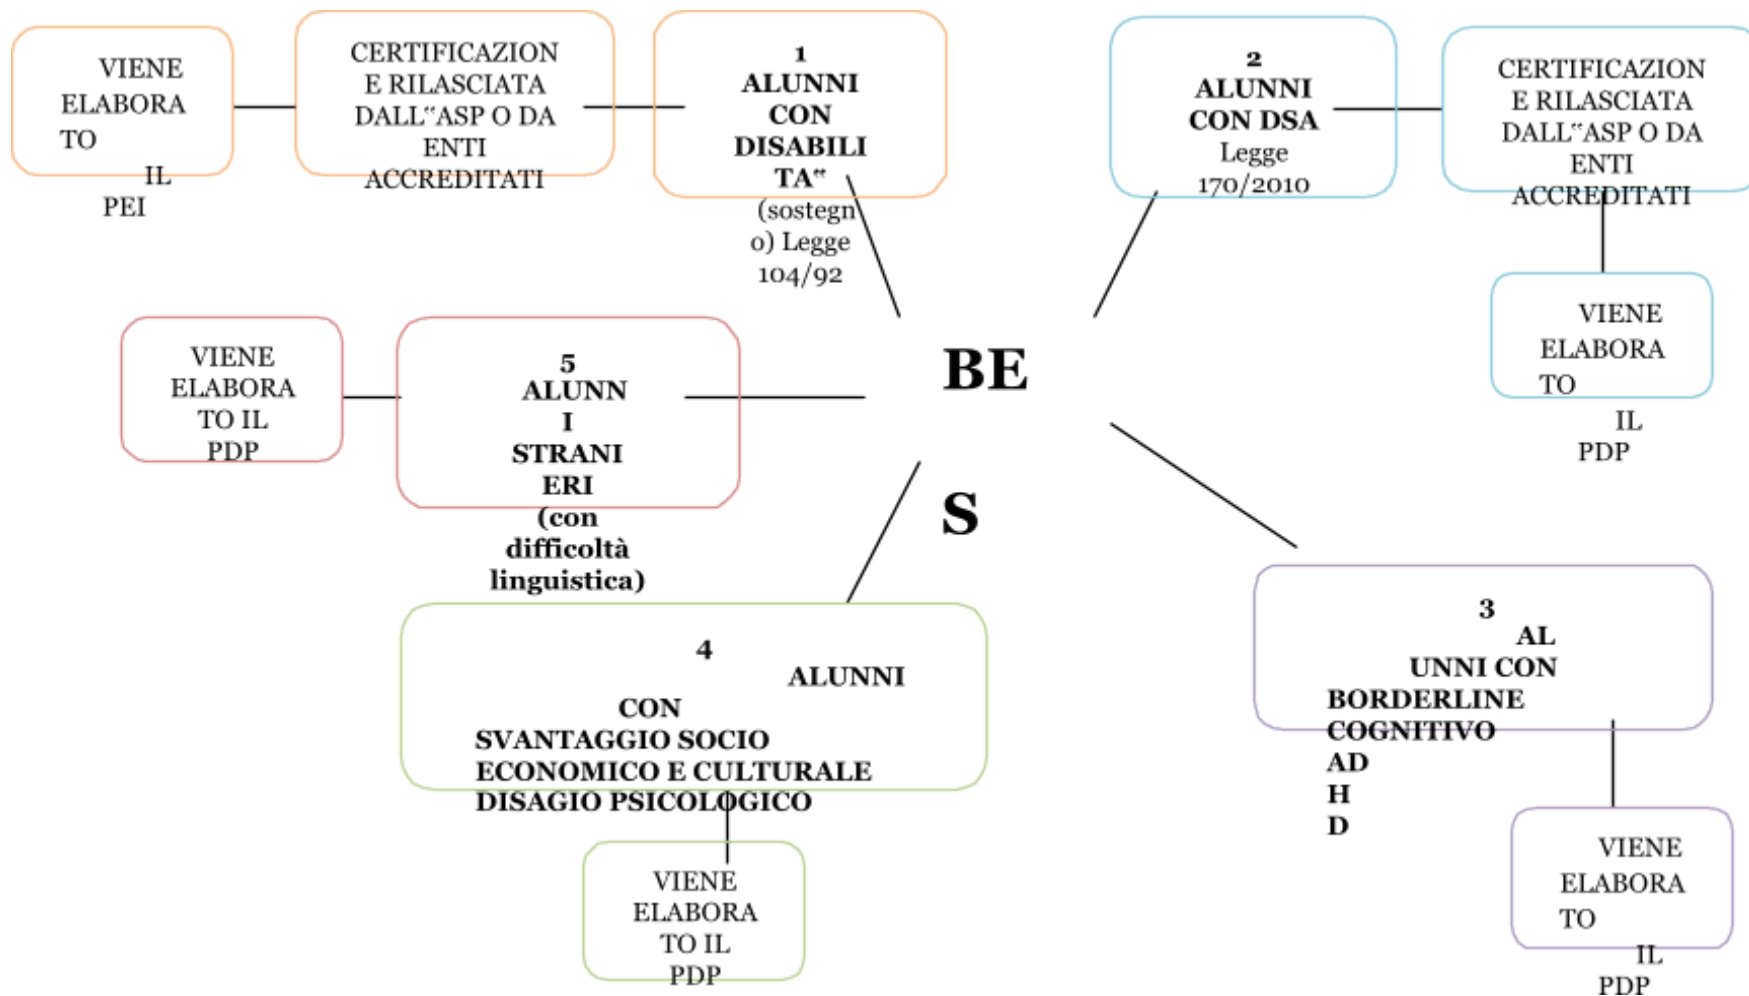 VIENE
ELABORA
TO
IL
PEI
CERTIFICAZION
E RILASCIATA
DALL‟ASP O DA
ENTI
ACCREDITATI
1
ALUNNI
CON
DISABILI
TA‟
(sostegn
o) Legge
104/92
2
ALUNNI
CON DSA
Legge
170/2010
CERTIFICAZION
E RILASCIATA
DALL‟ASP O DA
ENTI
ACCREDITATI
VIENE
ELABORA
TO
IL
PDP
BE
S
VIENE
ELABORA
TO IL
PDP
5
ALUNN
I
STRANI
ERI
(con
difficoltà
linguistica)
4
ALUNNI
CON
SVANTAGGIO SOCIO
ECONOMICO E CULTURALE
DISAGIO PSICOLOGICO
VIENE
ELABORA
TO IL
PDP
3
AL
UNNI CON
BORDERLINE
COGNITIVO
AD
H
D
VIENE
ELABORA
TO
IL
PDP